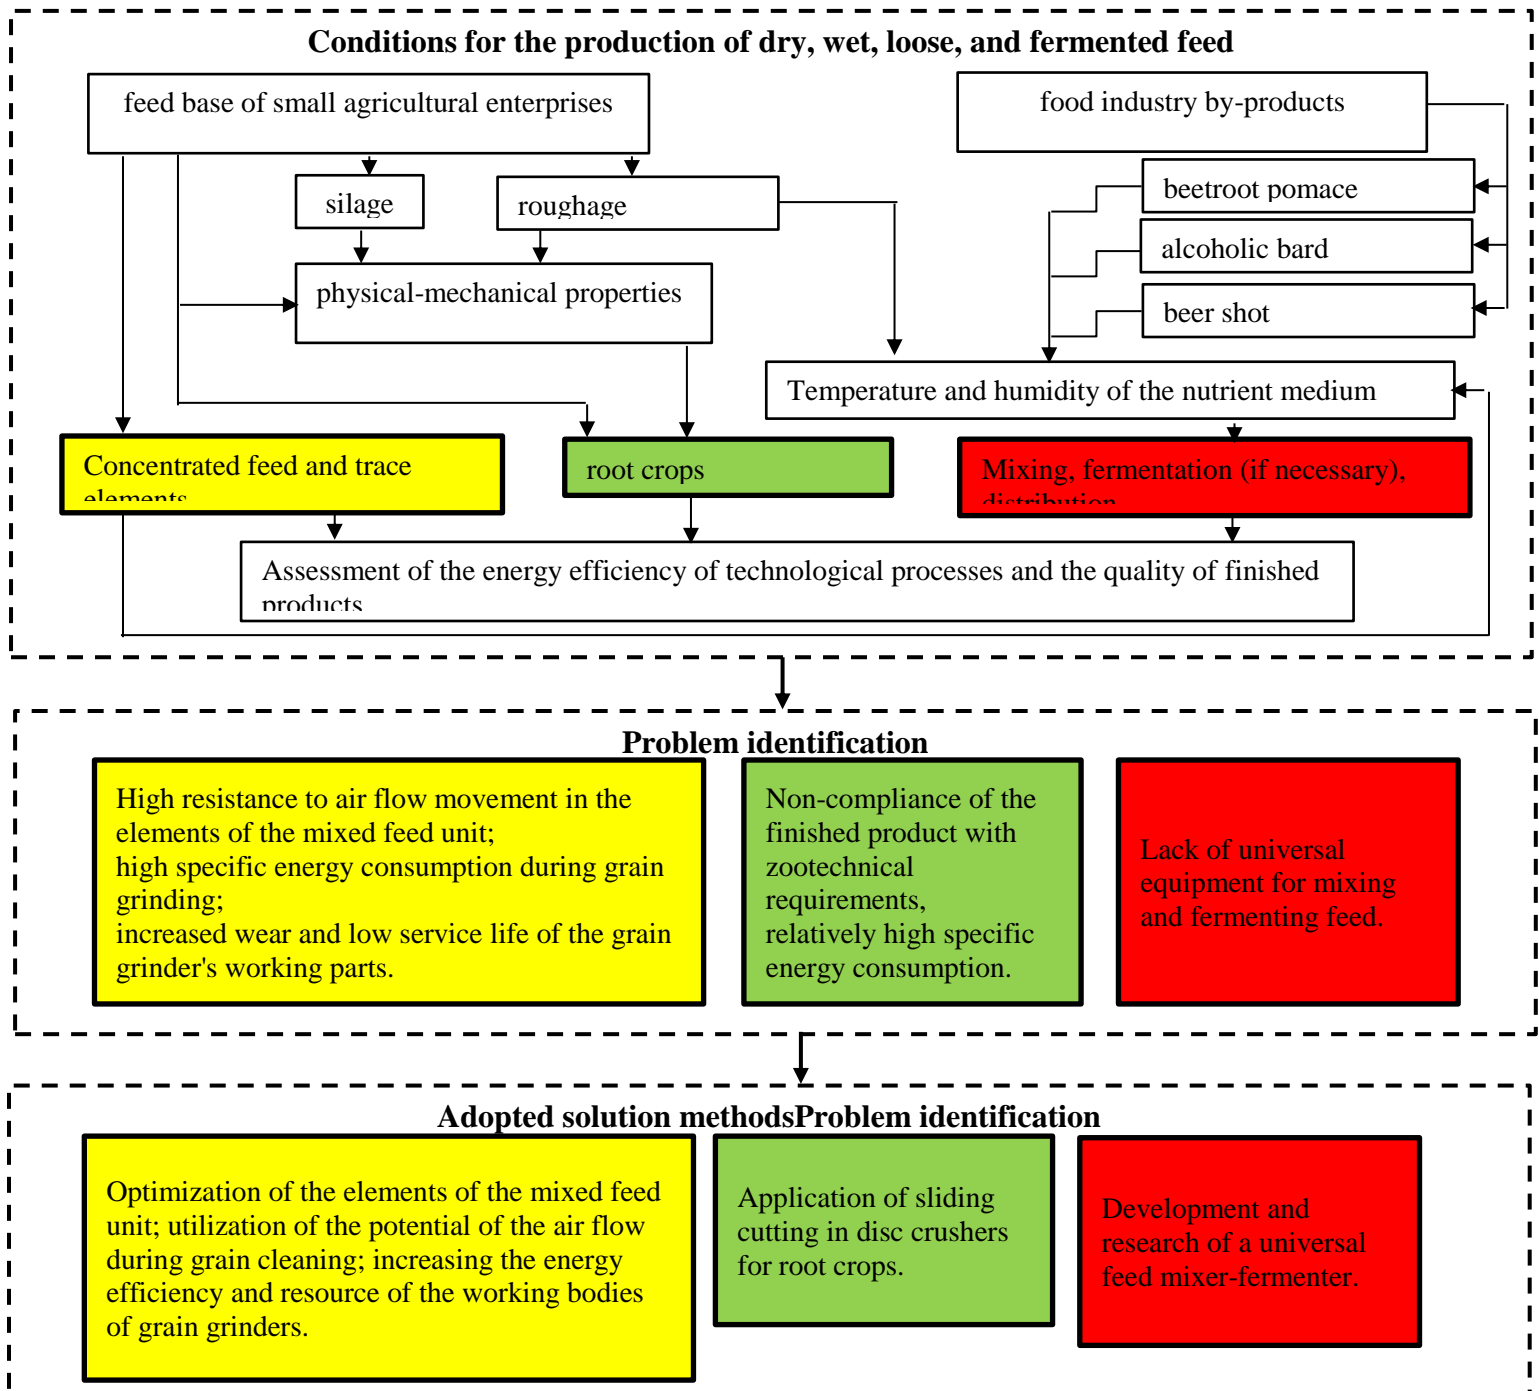 Conditions for the production of dry, wet, loose, and fermented feed
feed base of small agricultural enterprises
food industry by-products
silage
roughage
beetroot pomace
alcoholic bard
beer shot
physical-mechanical properties
Temperature and humidity of the nutrient medium
Concentrated feed and trace
elements
root crops
Mixing, fermentation (if necessary),
distribution
Assessment of the energy efficiency of technological processes and the quality of finished
products
Problem identification
High resistance to air flow movement in the
elements of the mixed feed unit;
high specific energy consumption during grain
grinding;
increased wear and low service life of the grain
grinder's working parts.
Non-compliance of the
finished product with
zootechnical
requirements,
relatively high specific
energy consumption.
Lack of universal
equipment for mixing
and fermenting feed.
Adopted solution methodsProblem identification
Optimization of the elements of the mixed feed
unit; utilization of the potential of the air flow
during grain cleaning; increasing the energy
efficiency and resource of the working bodies
of grain grinders.
Application of sliding
cutting in disc crushers
for root crops.
Development and
research of a universal
feed mixer-fermenter.